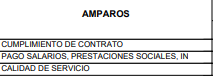 AMPAROS
CUMPLIMIENTO DE CONTRATO
PAGO SALARIOS, PRESTACIONES SOCIALES, IN
CALIDAD DE SERVICIO